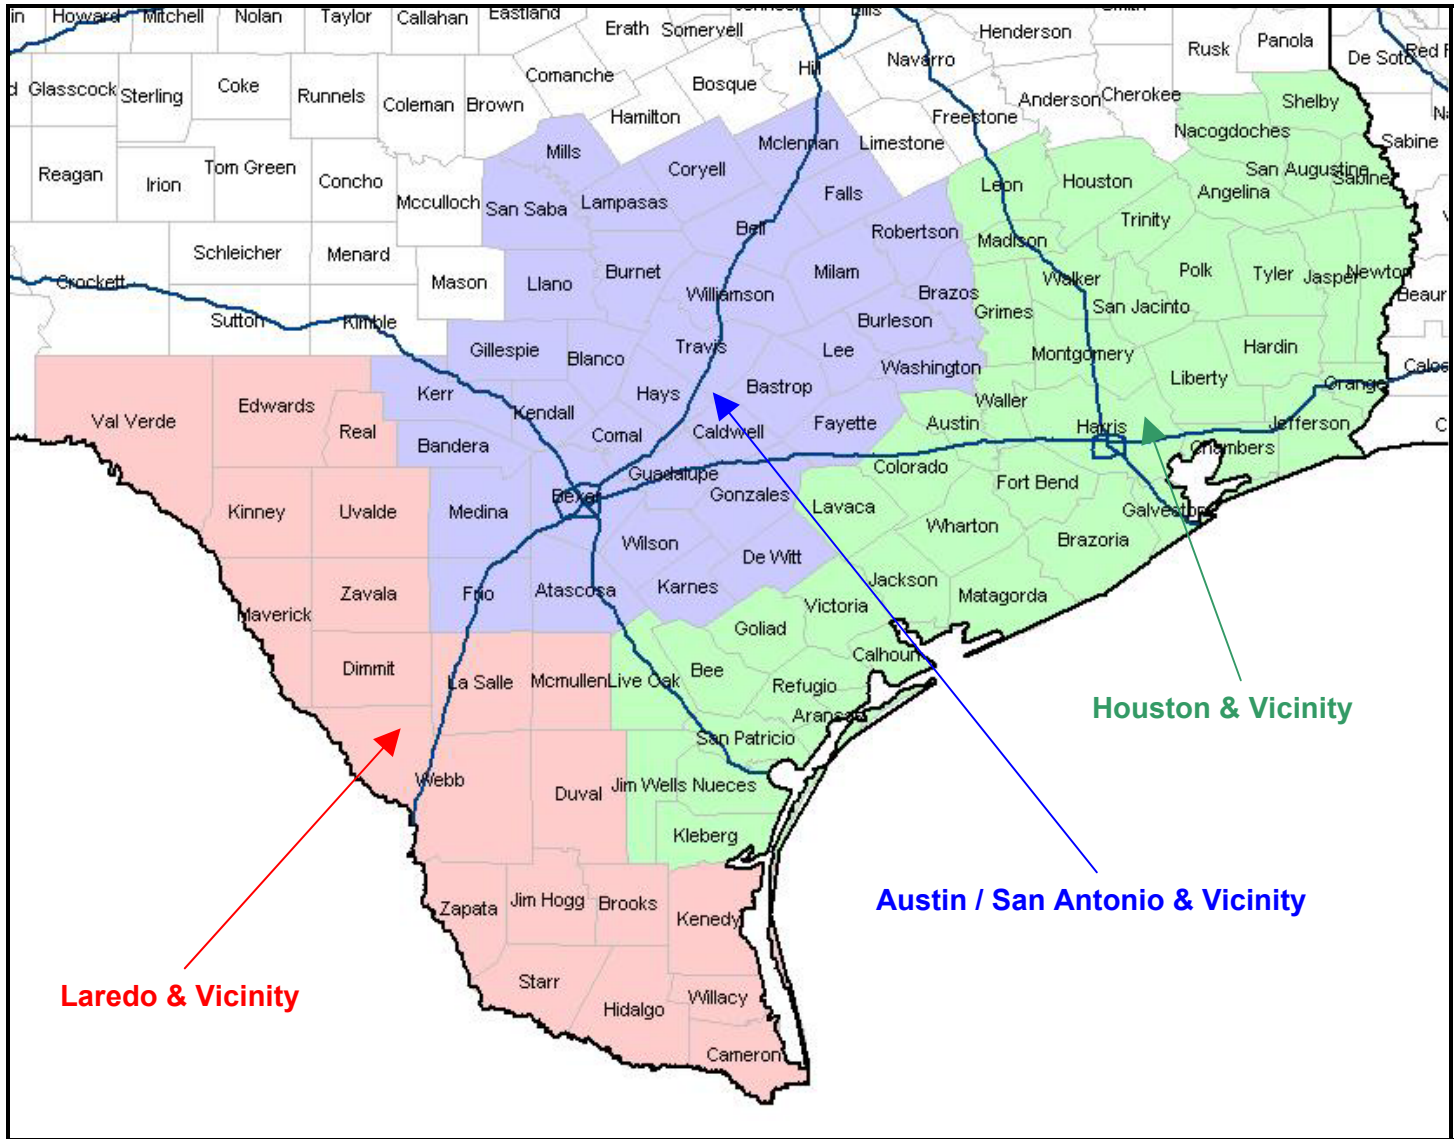 Howard
Mitchell
Nolan
Taylor
Callahan
Eastland
Erath
Somervell
Henderson
Rusk
Panola
De Soto
Navarro
Hill
Comanche
Bosque
Glasscock
Sterling
Coke
Runnels
Coleman
Brown
Hamilton
Anderson
Cherokee
Freestone
Shelby
Limestone
Nacogdoches
Sabine
Mclennan
Mills
Coryell
Reagan
Irion
Tom Green
Concho
San Augustine
Sabine
Angelina
Leon
Houston
Falls
Mcculloch
San Saba
Lampasas
Trinity
Bell
Robertson
Madison
Schleicher
Menard
Mason
Llano
Burnet
Milam
Walker
Polk
Tyler
Jasper
Newton
Crockett
Williamson
Brazos
San Jacinto
Grimes
Sutton
Kimble
Burleson
Gillespie
Blanco
Travis
Lee
Montgomery
Hardin
Washington
Liberty
Orange
Kerr
Hays
Bastrop
Waller
Val Verde
Edwards
Real
Kendall
Bandera
Comal
Caldwell
Fayette
Austin
Harris
Jefferson
Chambers
Guadalupe
Colorado
Kinney
Uvalde
Medina
Bexar
Gonzales
Lavaca
Fort Bend
Galveston
Wharton
Brazoria
Wilson
De Witt
Zavala
Frio
Atascosa
Karnes
Jackson
Matagorda
Maverick
Victoria
Goliad
Dimmit
La Salle
Mcmullen
Live Oak
Bee
Calhoun
Refugio
Aransas
San Patricio
Houston & Vicinity
Webb
Duval
Jim Wells
Nueces
Kleberg
Austin / San Antonio & Vicinity
Zapata
Jim Hogg
Brooks
Kenedy
Starr
Hidalgo
Willacy
Laredo & Vicinity
Cameron